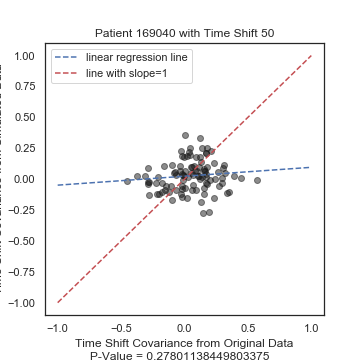 Patient 169040 with Time Shift 50
linear regression line
line with slope=1
1.00
0.75
0.50
0.25
0.00
−0.25
−0.50
−0.75
−1.00
−1.0 −0.5 0.0 0.5 1.0
Time Shift Covariance from Original Data
P-Value = 0.27801138449803375